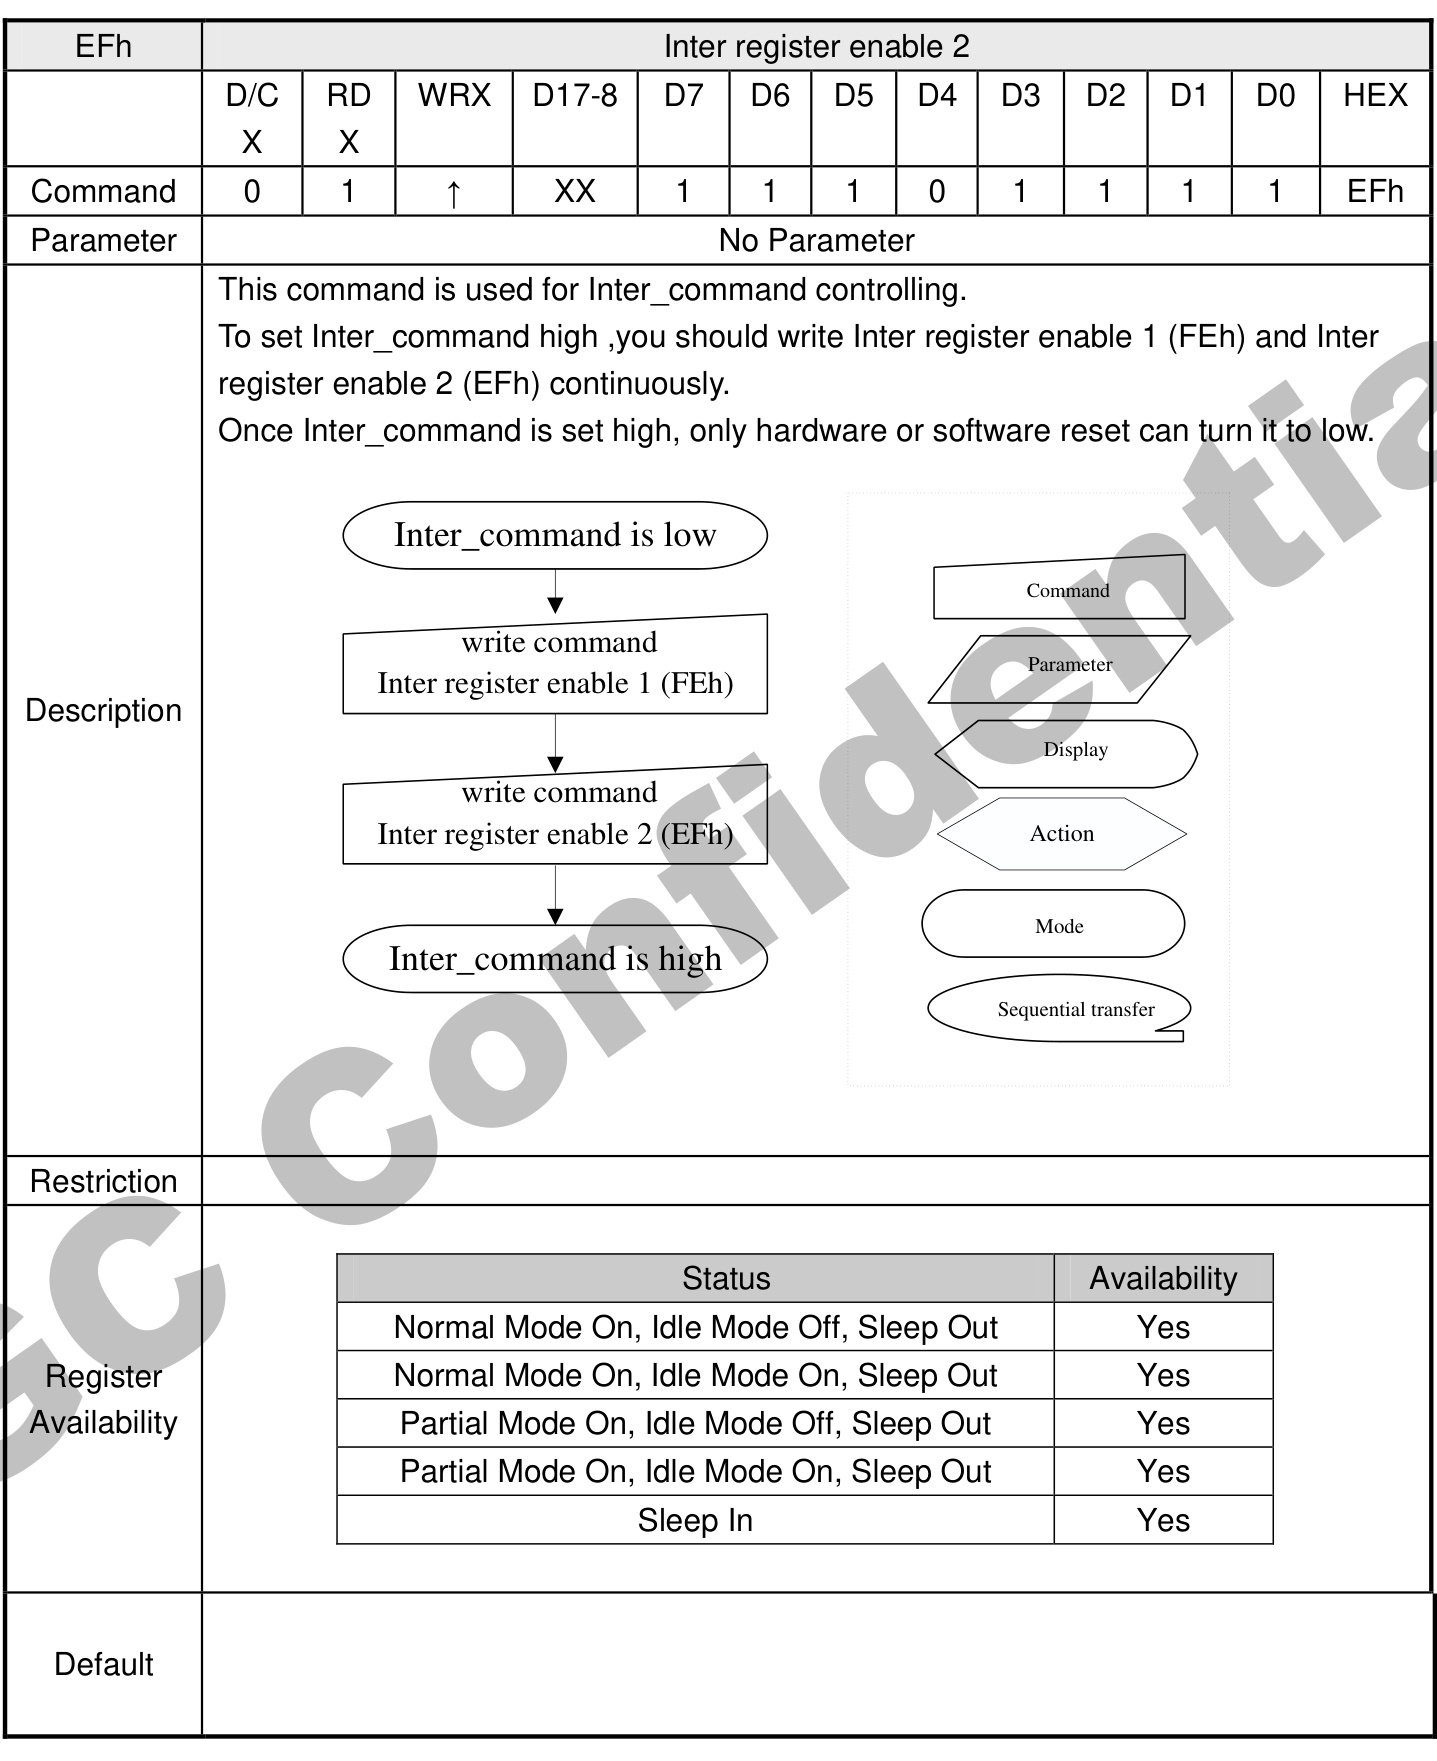 EFh Inter register enable 2
D/CX RDX WRX D17-8 D7 D6 D5 D4 D3 D2 D1 D0 HEX
Command 0 1 ↑ XX 1 1 1 0 1 1 1 1 EFh
Parameter No Parameter
Description
This command is used for Inter_command controlling.
To set Inter_command high ,you should write Inter register enable 1 (FEh) and Inter
register enable 2 (EFh) continuously.
Once Inter_command is set high, only hardware or software reset can turn it to low.
Inter_command is low
write command
Inter register enable 1 (FEh)
write command
Inter register enable 2 (EFh)
Inter_command is high
Command
Parameter
Display
Action
Mode
Sequential transfer
Restriction
Register
Availability
Status Availability
Normal Mode On, Idle Mode Off, Sleep Out Yes
Normal Mode On, Idle Mode On, Sleep Out Yes
Partial Mode On, Idle Mode Off, Sleep Out Yes
Partial Mode On, Idle Mode On, Sleep Out Yes
Sleep In Yes
Default
GC Confidentia